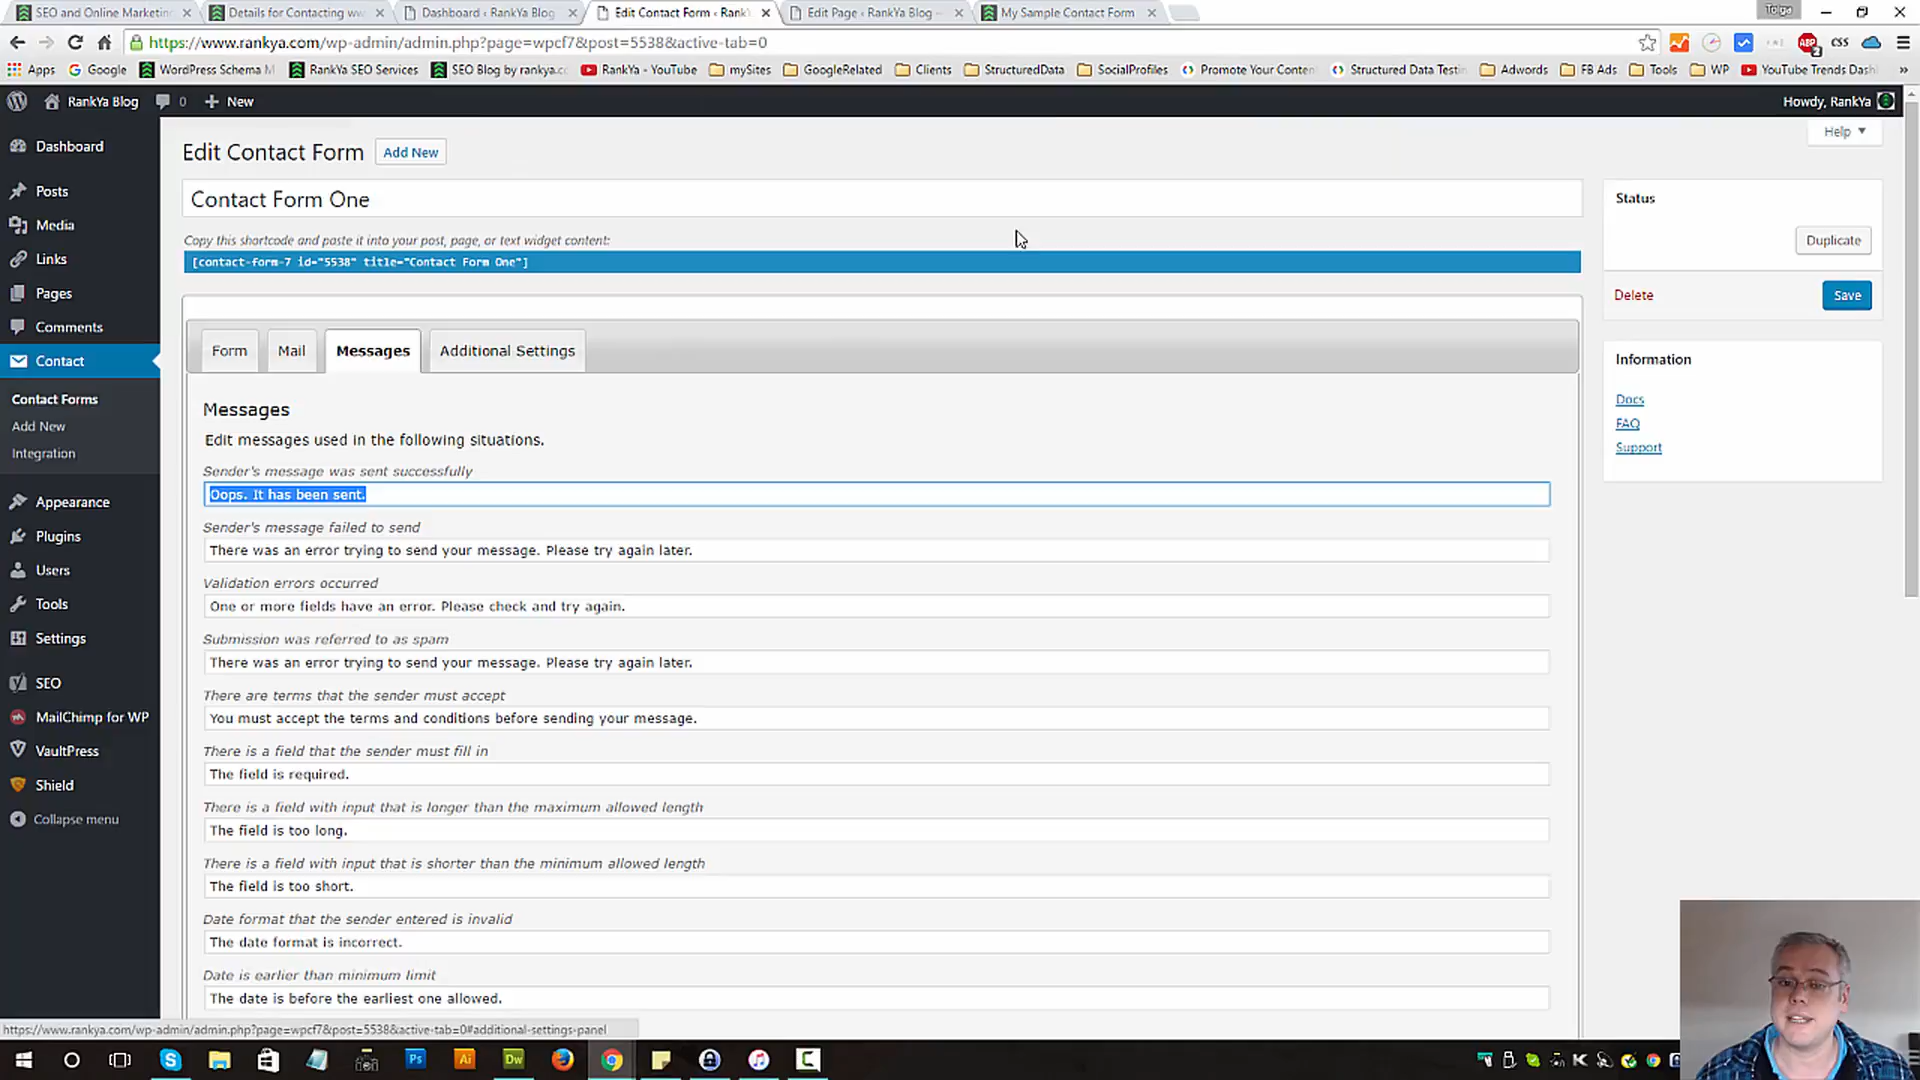 SEO and Online Marketing
Details for Contacting ww
Dashboard ‹ RankYa Blog
Edit Contact Form ‹ Rank
Edit Page ‹ RankYa Blog —
My Sample Contact Form
Tolga
https://www.rankya.com/wp-admin/admin.php?page=wpcf7&post=5538&active-tab=0
ABP
2
CSS
Apps
Google
WordPress Schema M
RankYa SEO Services
SEO Blog by rankya.co
RankYa - YouTube
mySites
GoogleRelated
Clients
StructuredData
SocialProfiles
Promote Your Conten
Structured Data Testin
Adwords
FB Ads
Tools
WP
YouTube Trends Dash
»
RankYa Blog
0
New
Howdy, RankYa
Help
Dashboard
Posts
Media
Links
Pages
Comments
Contact
Contact Forms
Add New
Integration
Appearance
Plugins
Users
Tools
Settings
SEO
MailChimp for WP
VaultPress
Shield
Collapse menu
Edit Contact Form
Add New
Contact Form One
Copy this shortcode and paste it into your post, page, or text widget content:
[contact-form-7 id="5538" title="Contact Form One"]
Form
Mail
Messages
Additional Settings
Messages
Edit messages used in the following situations.
Sender's message was sent successfully
Oops. It has been sent.
Sender's message failed to send
There was an error trying to send your message. Please try again later.
Validation errors occurred
One or more fields have an error. Please check and try again.
Submission was referred to as spam
There was an error trying to send your message. Please try again later.
There are terms that the sender must accept
You must accept the terms and conditions before sending your message.
There is a field that the sender must fill in
The field is required.
There is a field with input that is longer than the maximum allowed length
The field is too long.
There is a field with input that is shorter than the minimum allowed length
The field is too short.
Date format that the sender entered is invalid
The date format is incorrect.
Date is earlier than minimum limit
The date is before the earliest one allowed.
Status
Duplicate
Delete
Save
Information
Docs
FAQ
Support
https://www.rankya.com/wp-admin/admin.php?page=wpcf7&post=5538&active-tab=0#additional-settings-panel
Ps
Ai
Dw